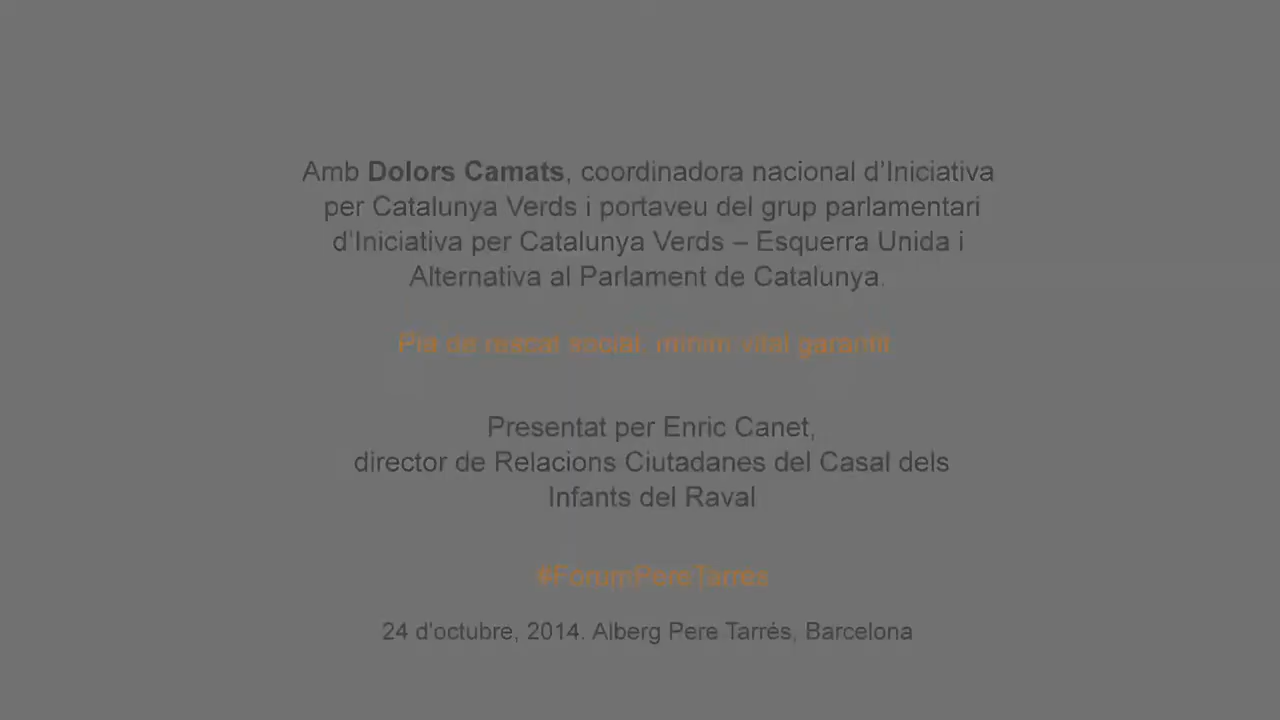 Amb Dolors Camats, coordinadora nacional d'Iniciativa
per Catalunya Verds i portaveu del grup parlamentari
d'Iniciativa per Catalunya Verds – Esquerra Unida i
Alternativa al Parlament de Catalunya.
Pla de rescat social, mínim vital garantit
Presentat per Enric Canet,
director de Relacions Ciutadanes del Casal dels
Infants del Raval
#FòrumPereTarrés
24 d'octubre, 2014. Alberg Pere Tarrés, Barcelona